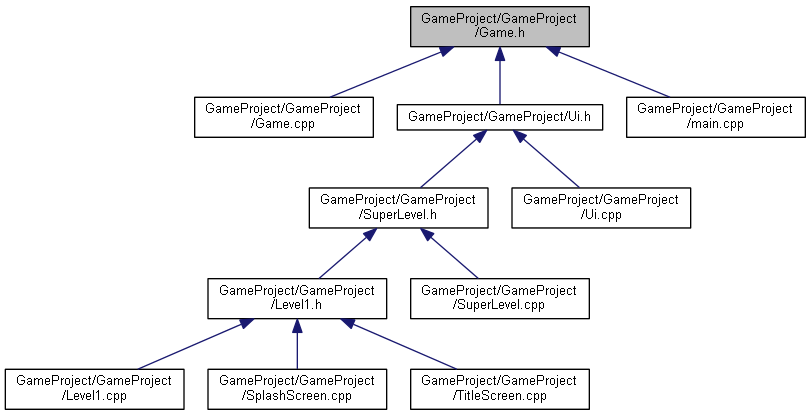 GameProject/GameProject
/Game.h
GameProject/GameProject
/Game.cpp
GameProject/GameProject/Ui.h
GameProject/GameProject
/main.cpp
GameProject/GameProject
/SuperLevel.h
GameProject/GameProject
/Ui.cpp
GameProject/GameProject
/Level1.h
GameProject/GameProject
/SuperLevel.cpp
GameProject/GameProject
/Level1.cpp
GameProject/GameProject
/SplashScreen.cpp
GameProject/GameProject
/TitleScreen.cpp